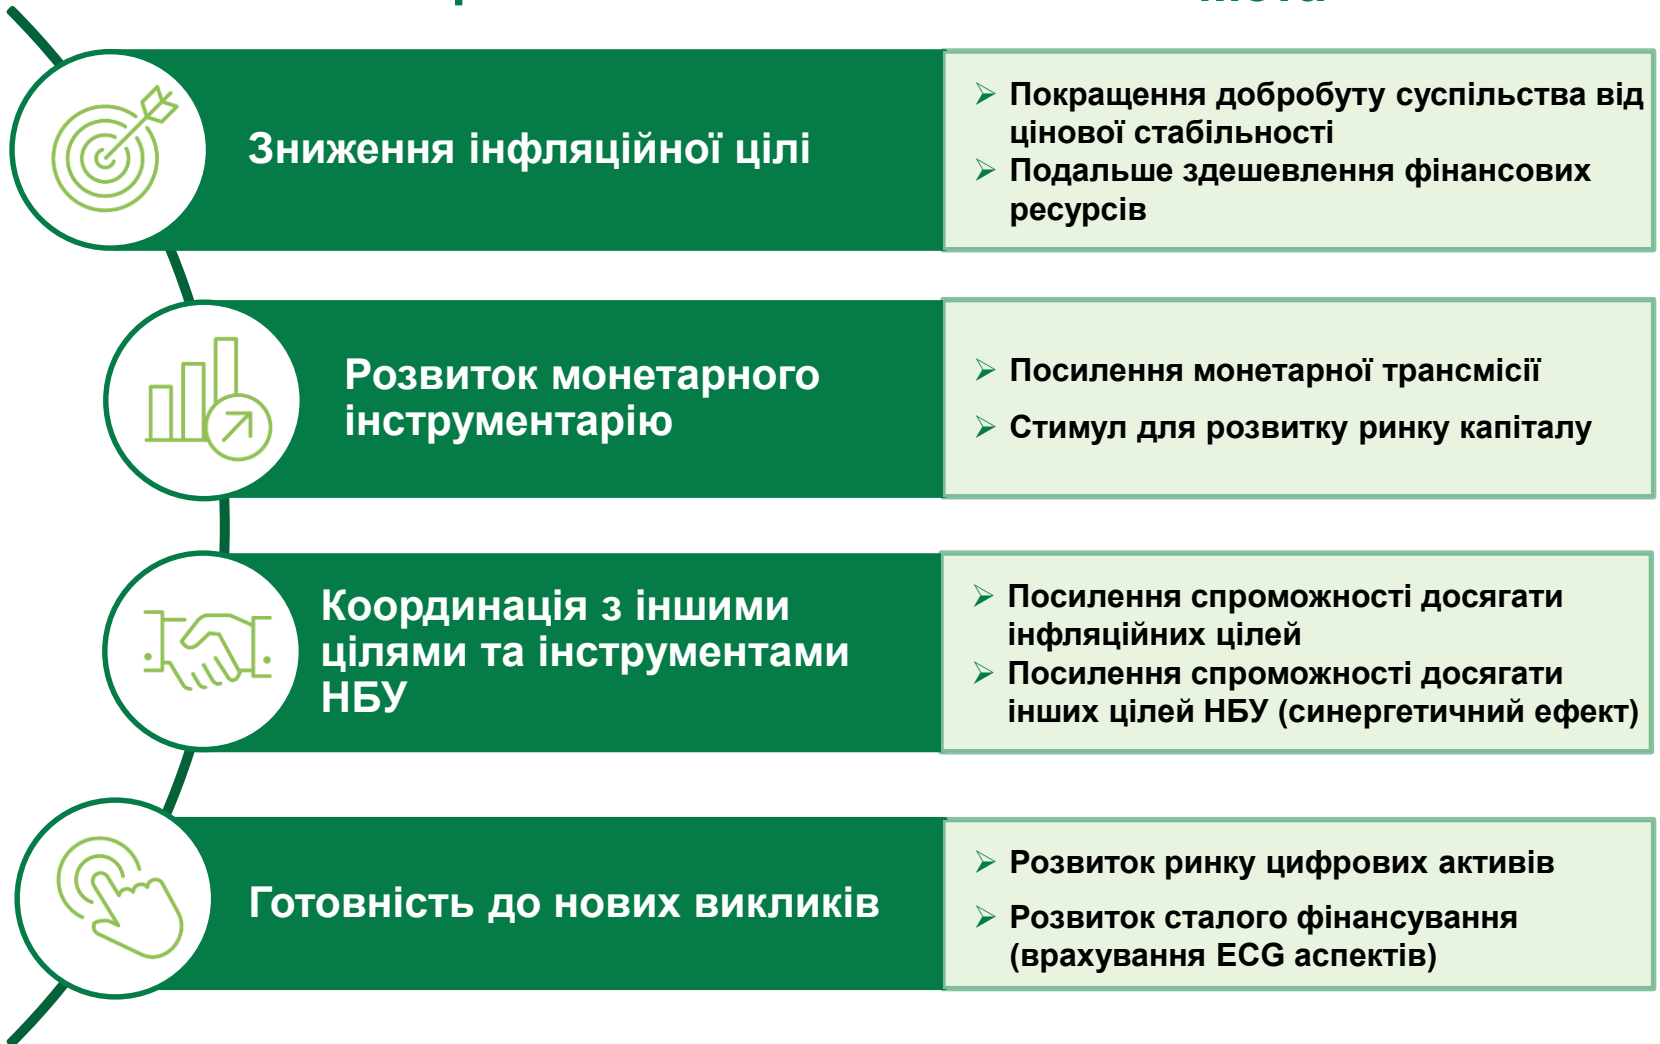 Зниження інфляційної цілі
Покращення добробуту суспільства від
цінової стабільності
Подальше здешевлення фінансових
ресурсів
Розвиток монетарного
інструментарію
Посилення монетарної трансмісії
Стимул для розвитку ринку капіталу
Координація з іншими
цілями та інструментами
НБУ
Посилення спроможності досягати
інфляційних цілей
Посилення спроможності досягати
інших цілей НБУ (синергетичний ефект)
Готовність до нових викликів
Розвиток ринку цифрових активів
Розвиток сталого фінансування
(врахування ECG аспектів)